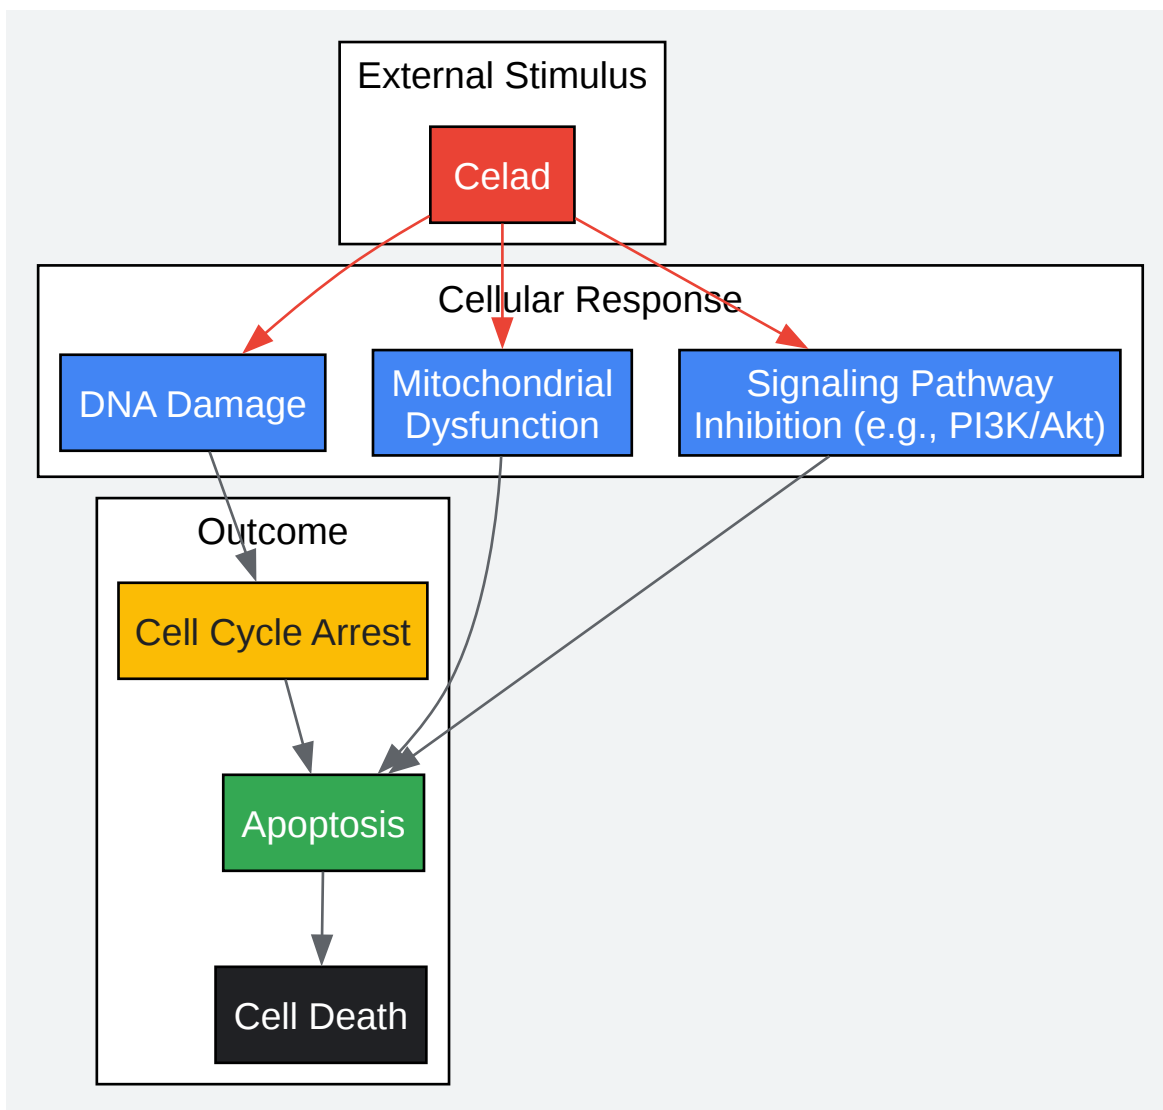 External Stimulus
Celad
Cellular Response
DNA Damage
Mitochondrial
Dysfunction
Signaling Pathway
Inhibition (e.g., PI3K/Akt)
Outcome
Cell Cycle Arrest
Apoptosis
Cell Death